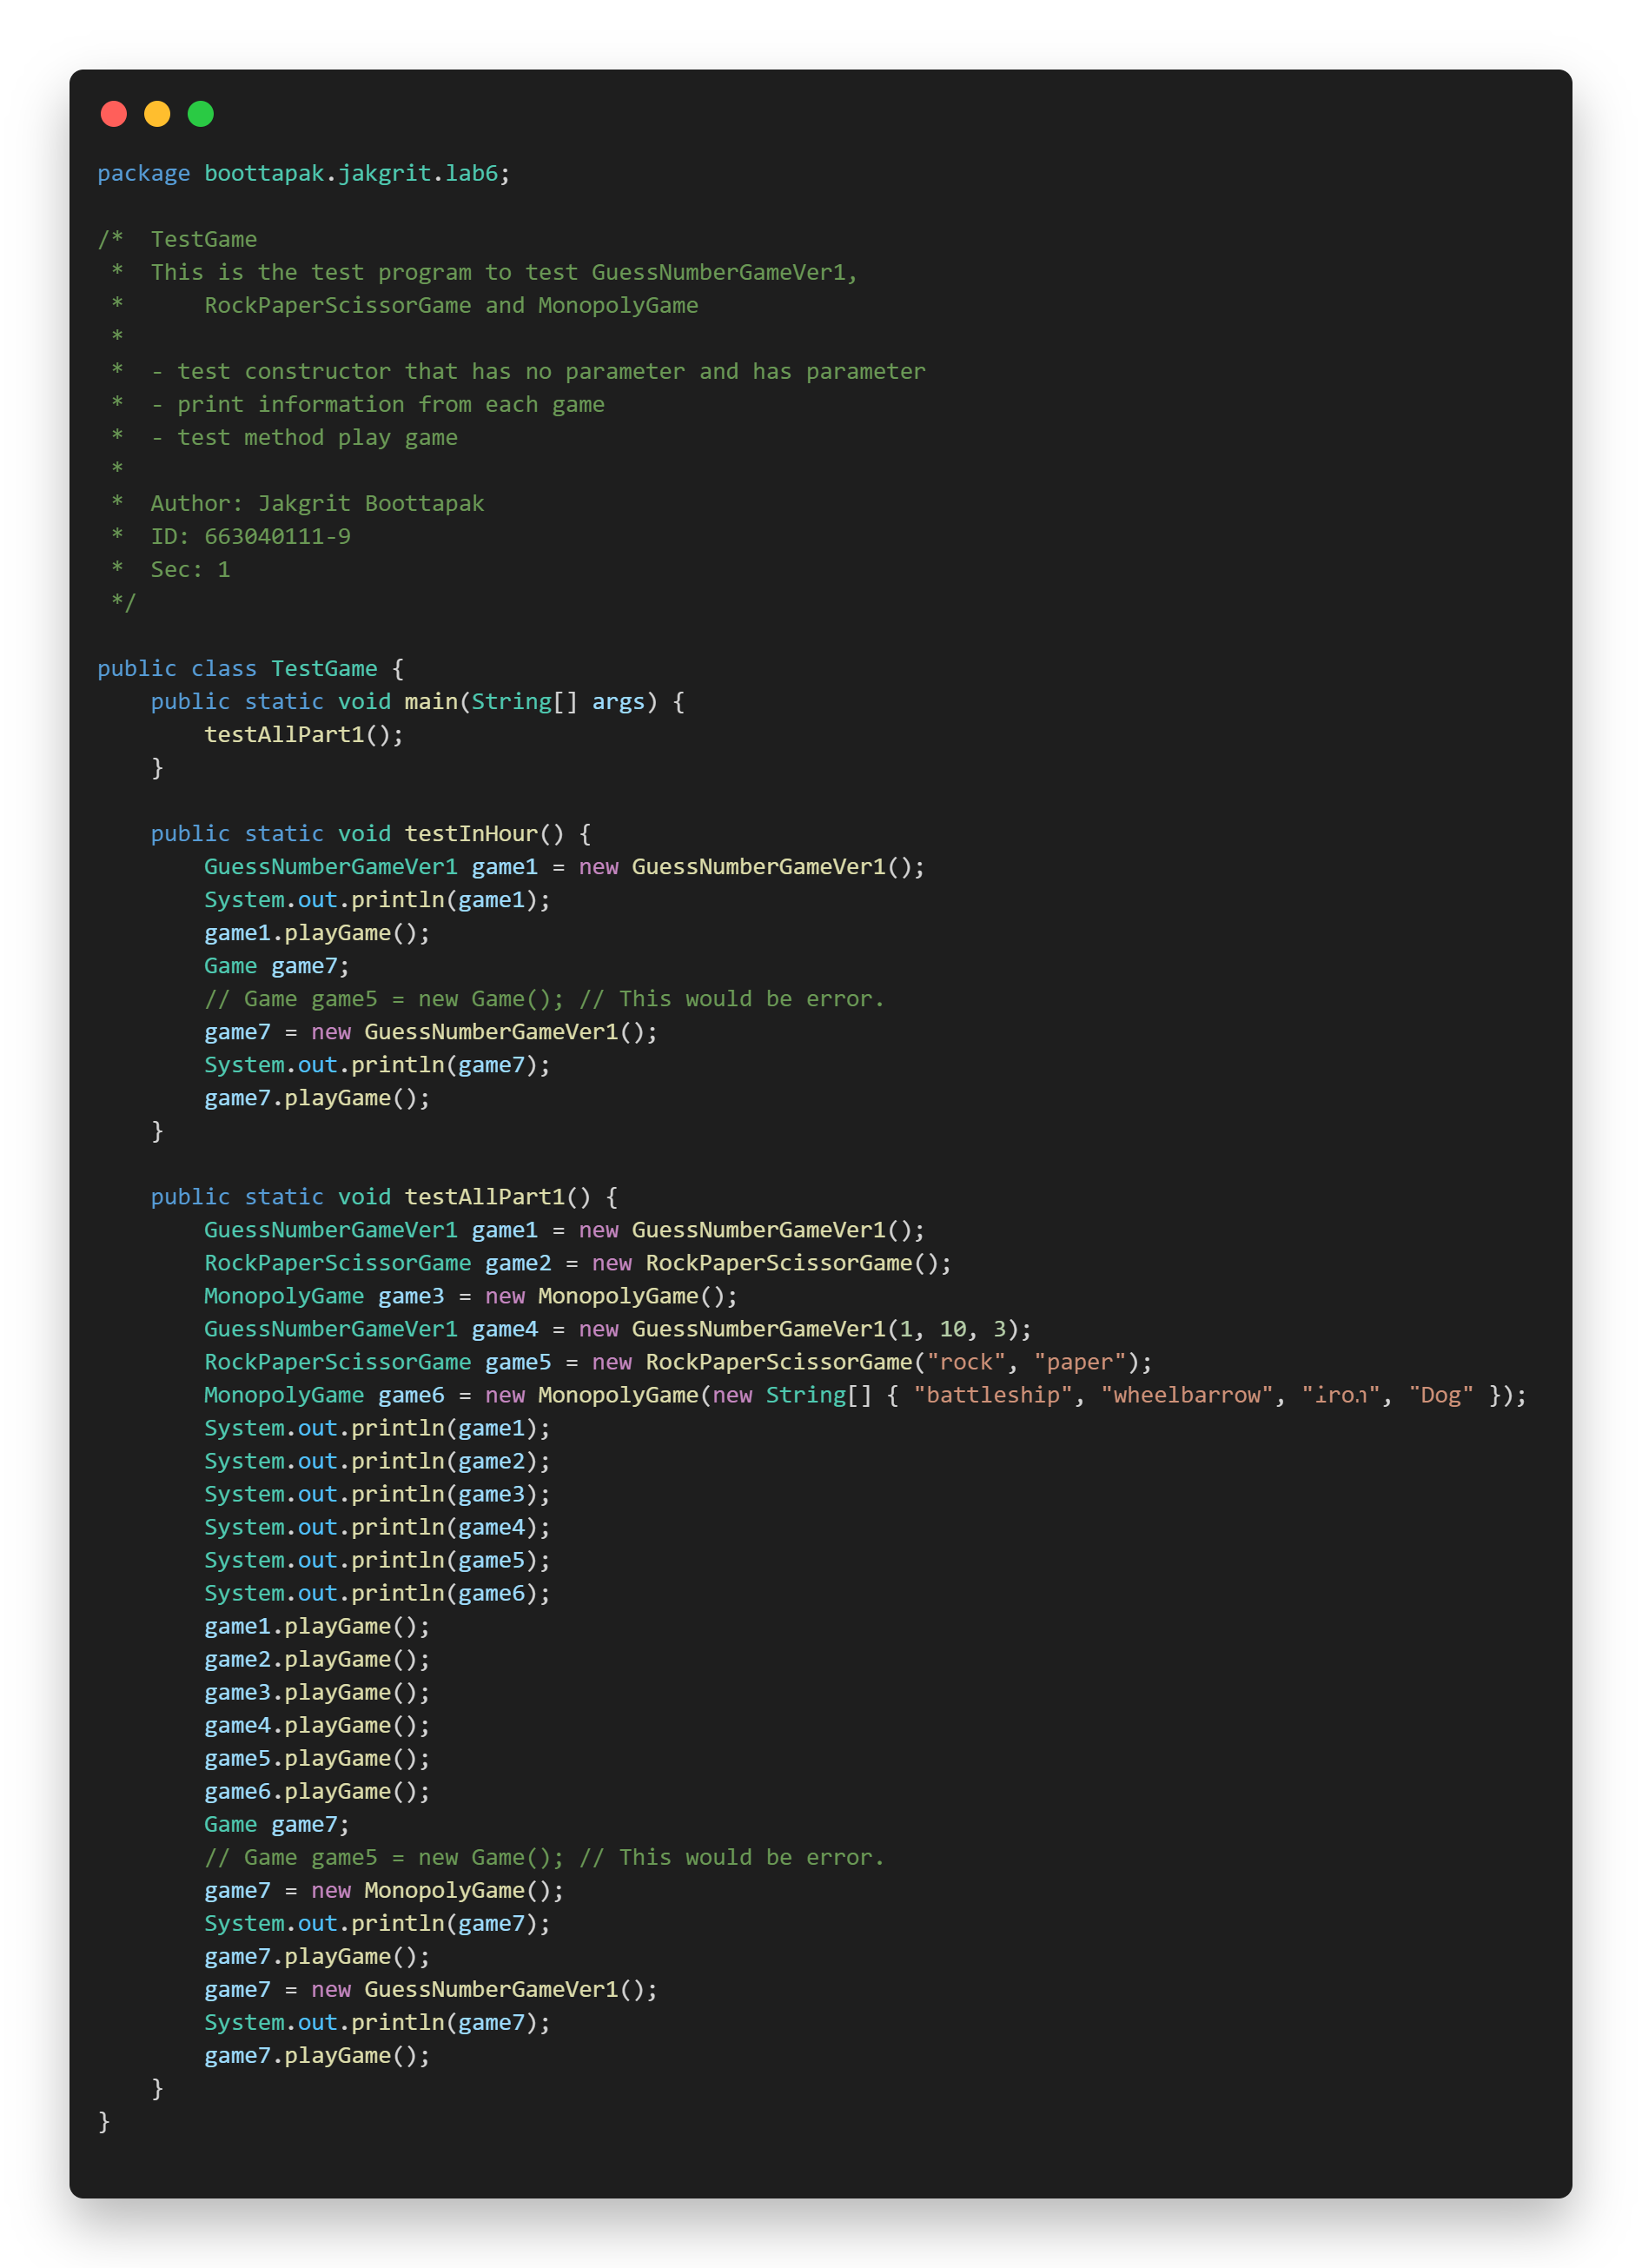 package boottapak.jakgrit.lab6;

/*  TestGame
 *  This is the test program to test GuessNumberGameVer1,
 *      RockPaperScissorGame and MonopolyGame
 *
 *  - test constructor that has no parameter and has parameter
 *  - print information from each game
 *  - test method play game
 *
 *  Author: Jakgrit Boottapak
 *  ID: 663040111-9
 *  Sec: 1
 */

public class TestGame {
    public static void main(String[] args) {
        testAllPart1();
    }

    public static void testInHour() {
        GuessNumberGameVer1 game1 = new GuessNumberGameVer1();
        System.out.println(game1);
        game1.playGame();
        Game game7;
        // Game game5 = new Game(); // This would be error.
        game7 = new GuessNumberGameVer1();
        System.out.println(game7);
        game7.playGame();
    }

    public static void testAllPart1() {
        GuessNumberGameVer1 game1 = new GuessNumberGameVer1();
        RockPaperScissorGame game2 = new RockPaperScissorGame();
        MonopolyGame game3 = new MonopolyGame();
        GuessNumberGameVer1 game4 = new GuessNumberGameVer1(1, 10, 3);
        RockPaperScissorGame game5 = new RockPaperScissorGame("rock", "paper");
        MonopolyGame game6 = new MonopolyGame(new String[] { "battleship", "wheelbarrow", "iron", "Dog" });
        System.out.println(game1);
        System.out.println(game2);
        System.out.println(game3);
        System.out.println(game4);
        System.out.println(game5);
        System.out.println(game6);
        game1.playGame();
        game2.playGame();
        game3.playGame();
        game4.playGame();
        game5.playGame();
        game6.playGame();
        Game game7;
        // Game game5 = new Game(); // This would be error.
        game7 = new MonopolyGame();
        System.out.println(game7);
        game7.playGame();
        game7 = new GuessNumberGameVer1();
        System.out.println(game7);
        game7.playGame();
    }
}